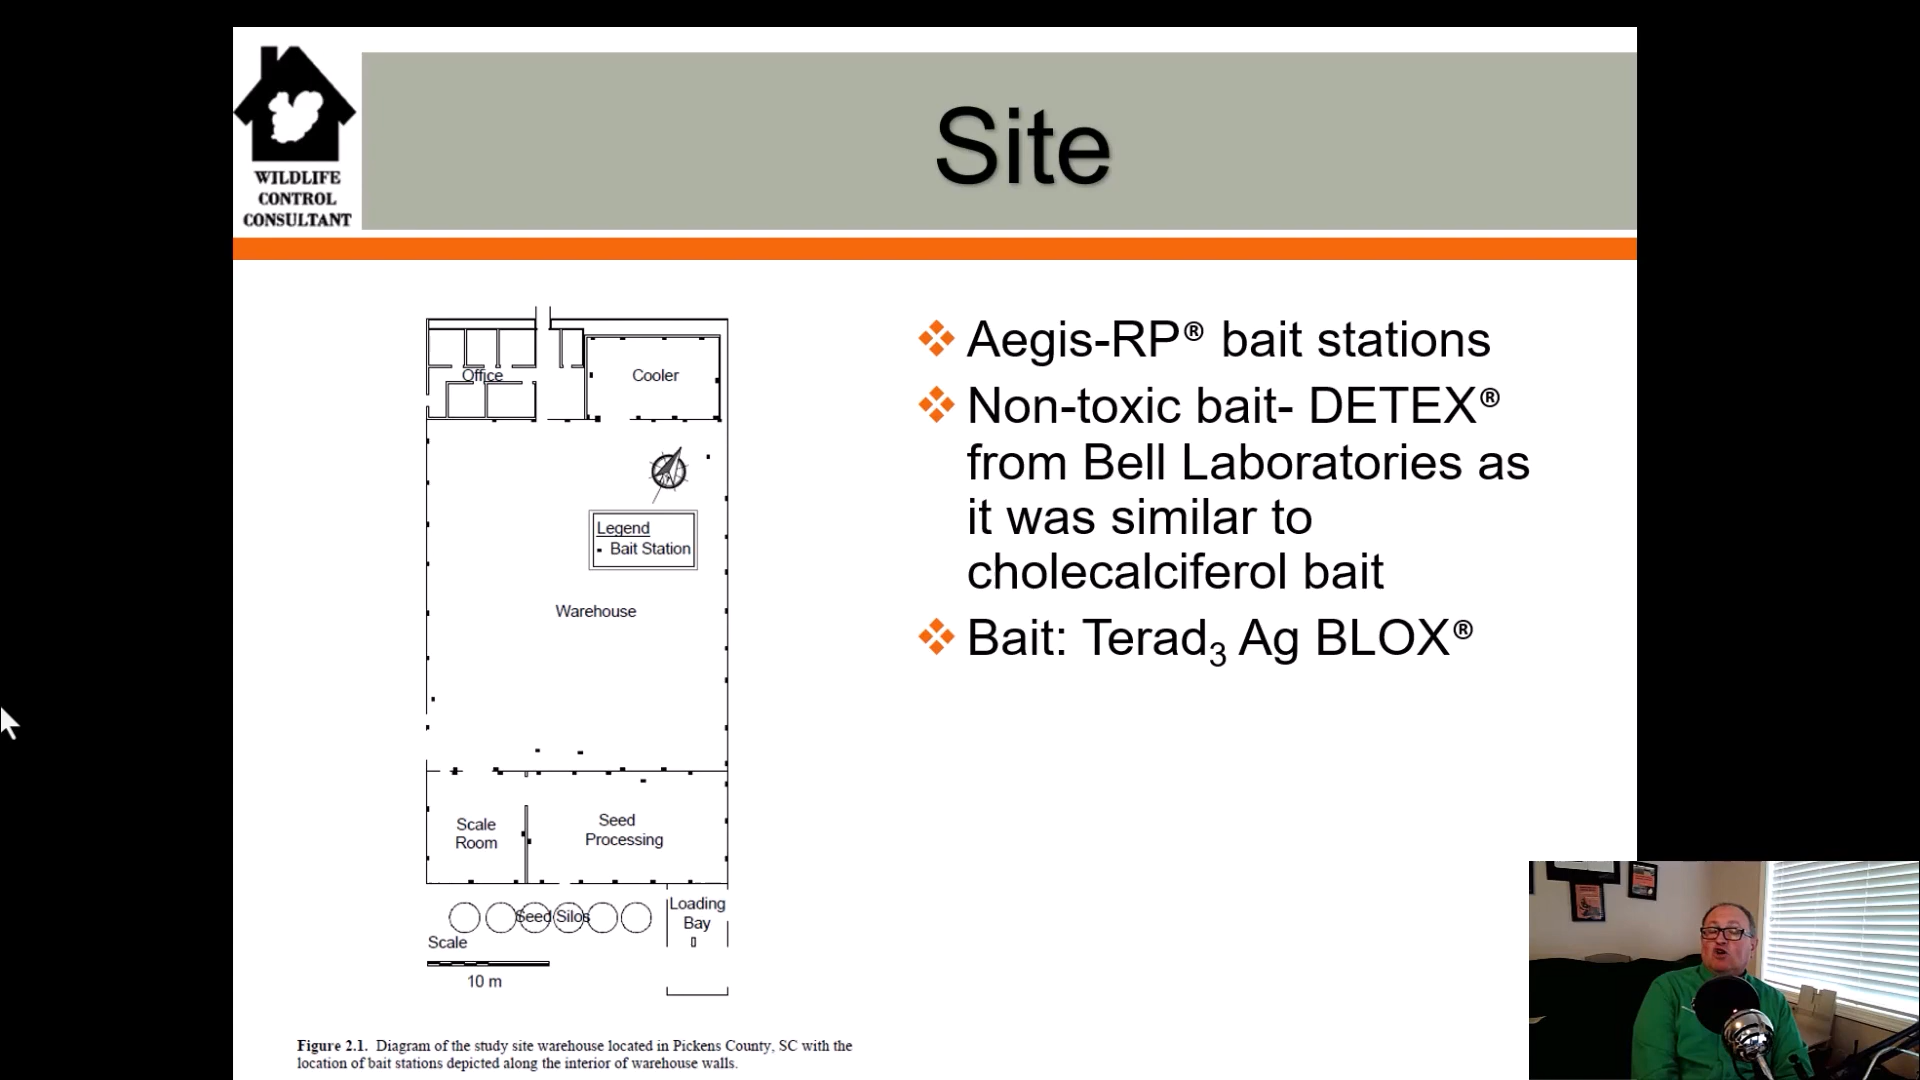 WILDLIFE
CONTROL
CONSULTANT
Site
Office
Cooler
Legend
Bait Station
Warehouse
Scale
Room
Seed
Processing
Seed Silos
Loading
Bay
Scale
10 m
Figure 2.1. Diagram of the study site warehouse located in Pickens County, SC with the
location of bait stations depicted along the interior of warehouse walls.
Aegis-RP® bait stations
Non-toxic bait- DETEX®
from Bell Laboratories as
it was similar to
cholecalciferol bait
Bait: Terad₃ Ag BLOX®